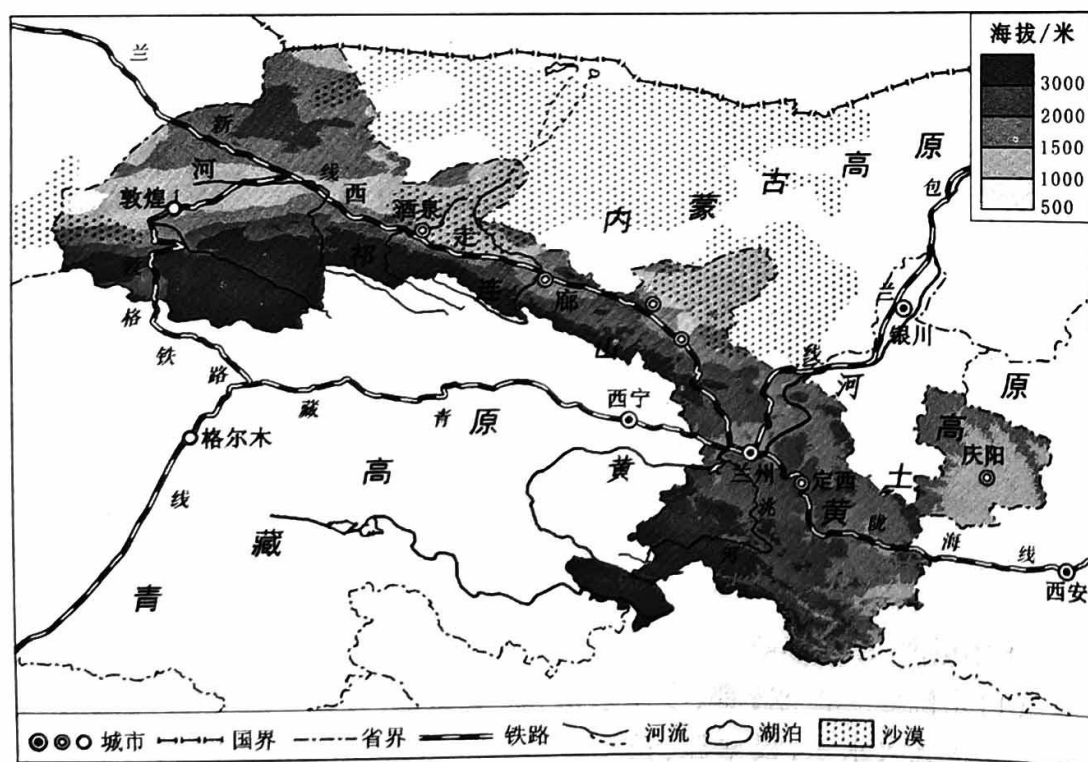 海拔/米
3000
2000
1500
1000
500
兰
新
线
河
西
走
廊
敦煌
酒泉
祁
连
山
内
蒙
古
高
原
包
兰
线
银川
河
格
铁
路
藏
青
线
格尔木
西宁
兰州
定西
庆阳
西安
黄
洮
河
黄
土
高
原
陇
海
线
青
藏
高
原
城市
国界
省界
铁路
河流
湖泊
沙漠